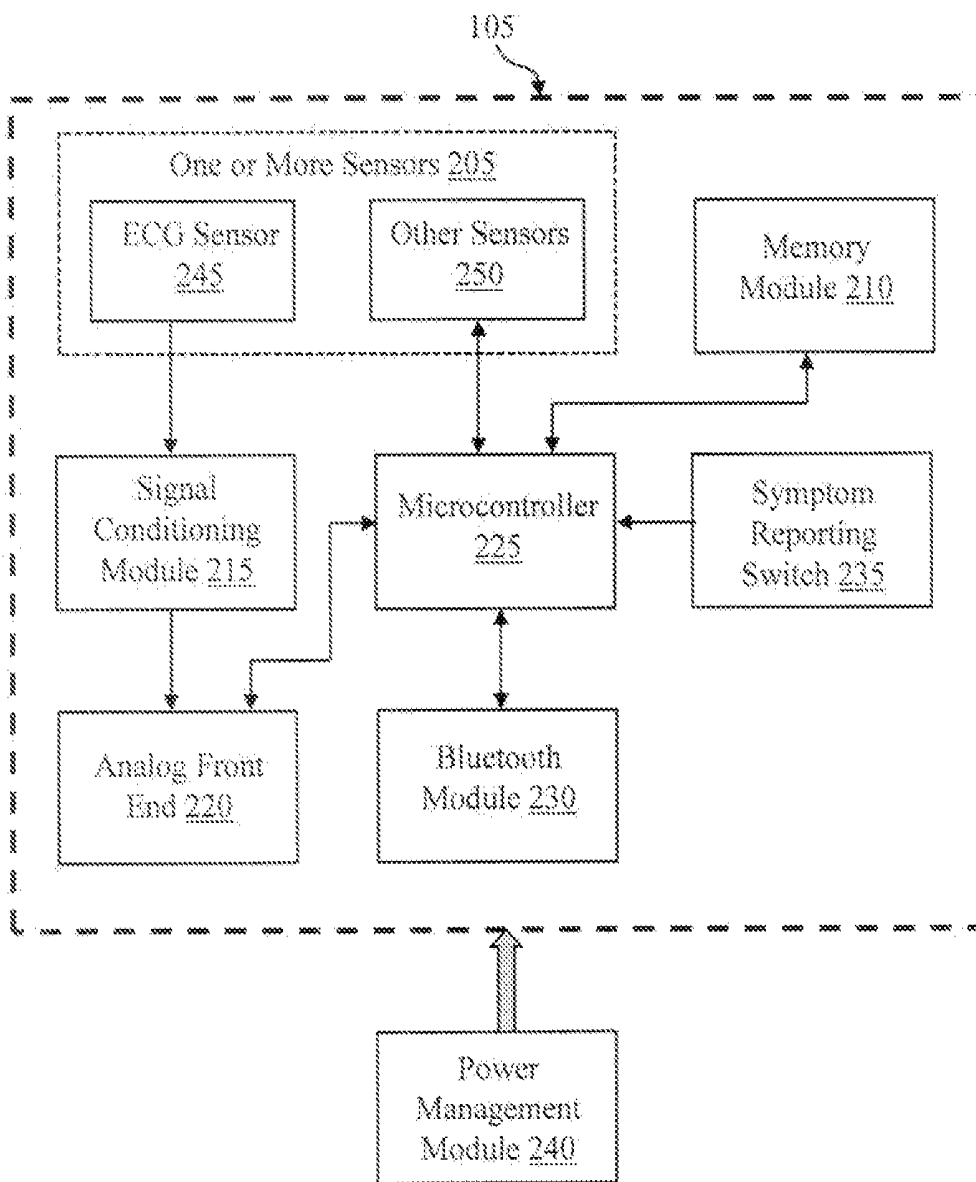 105
One or More Sensors 205
ECG Sensor
245
Other Sensors
250
Memory
Module 210
Signal
Conditioning
Module 215
Microcontroller
225
Symptom
Reporting
Switch 235
Analog Front
End 220
Bluetooth
Module 230
Power
Management
Module 240